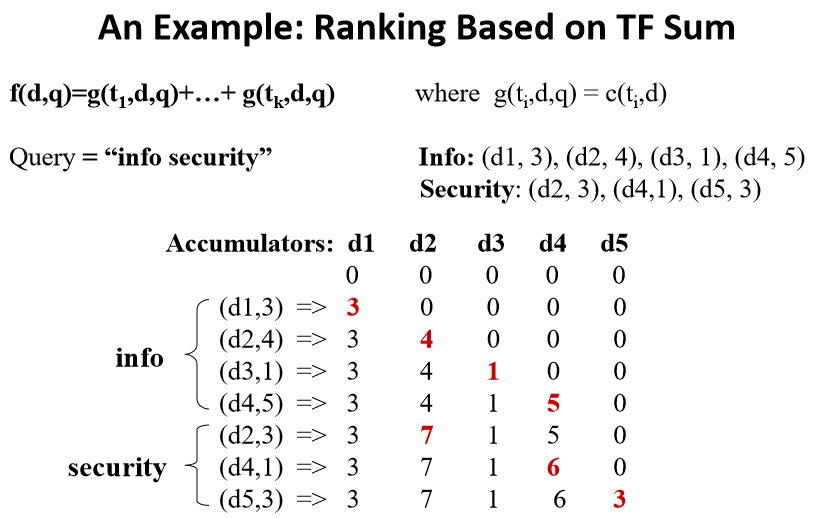 An Example: Ranking Based on TF Sum
f(d,q)=g(t1,d,q)+…+ g(tk,d,q) where g(ti,d,q) = c(ti,d)
Query = “info security” Info: (d1, 3), (d2, 4), (d3, 1), (d4, 5)
Security: (d2, 3), (d4,1), (d5, 3)
Accumulators: d1 d2 d3 d4 d5
0 0 0 0 0
(d1,3) => 3 0 0 0 0
(d2,4) => 3 4 0 0 0
info
(d3,1) => 3 4 1 0 0
(d4,5) => 3 4 1 5 0
(d2,3) => 3 7 1 5 0
security (d4,1) => 3 7 1 6 0
(d5,3) => 3 7 1 6 3